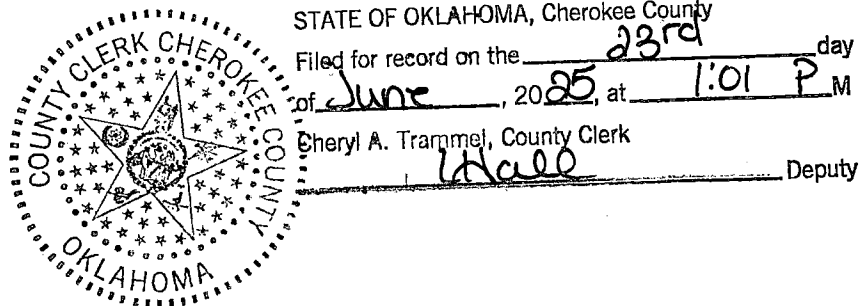 COUNTY CLERK CHEROKEE COUNTY
OKLAHOMA
STATE OF OKLAHOMA, Cherokee County
Filed for record on the 23rd day
of June, 2025, at 1:01 P M
Cheryl A. Trammel, County Clerk
Hall Deputy